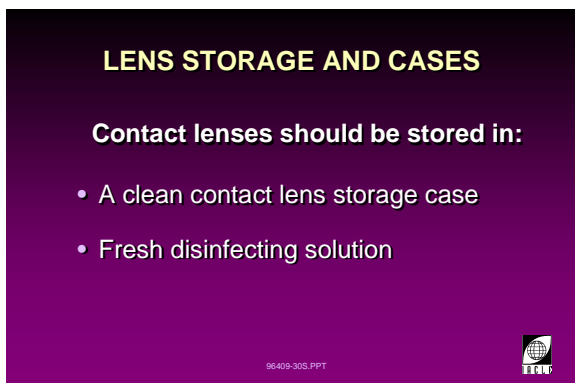 LENS STORAGE AND CASES
Contact lenses should be stored in:
• A clean contact lens storage case
• Fresh disinfecting solution
96409-30S.PPT
IACLE